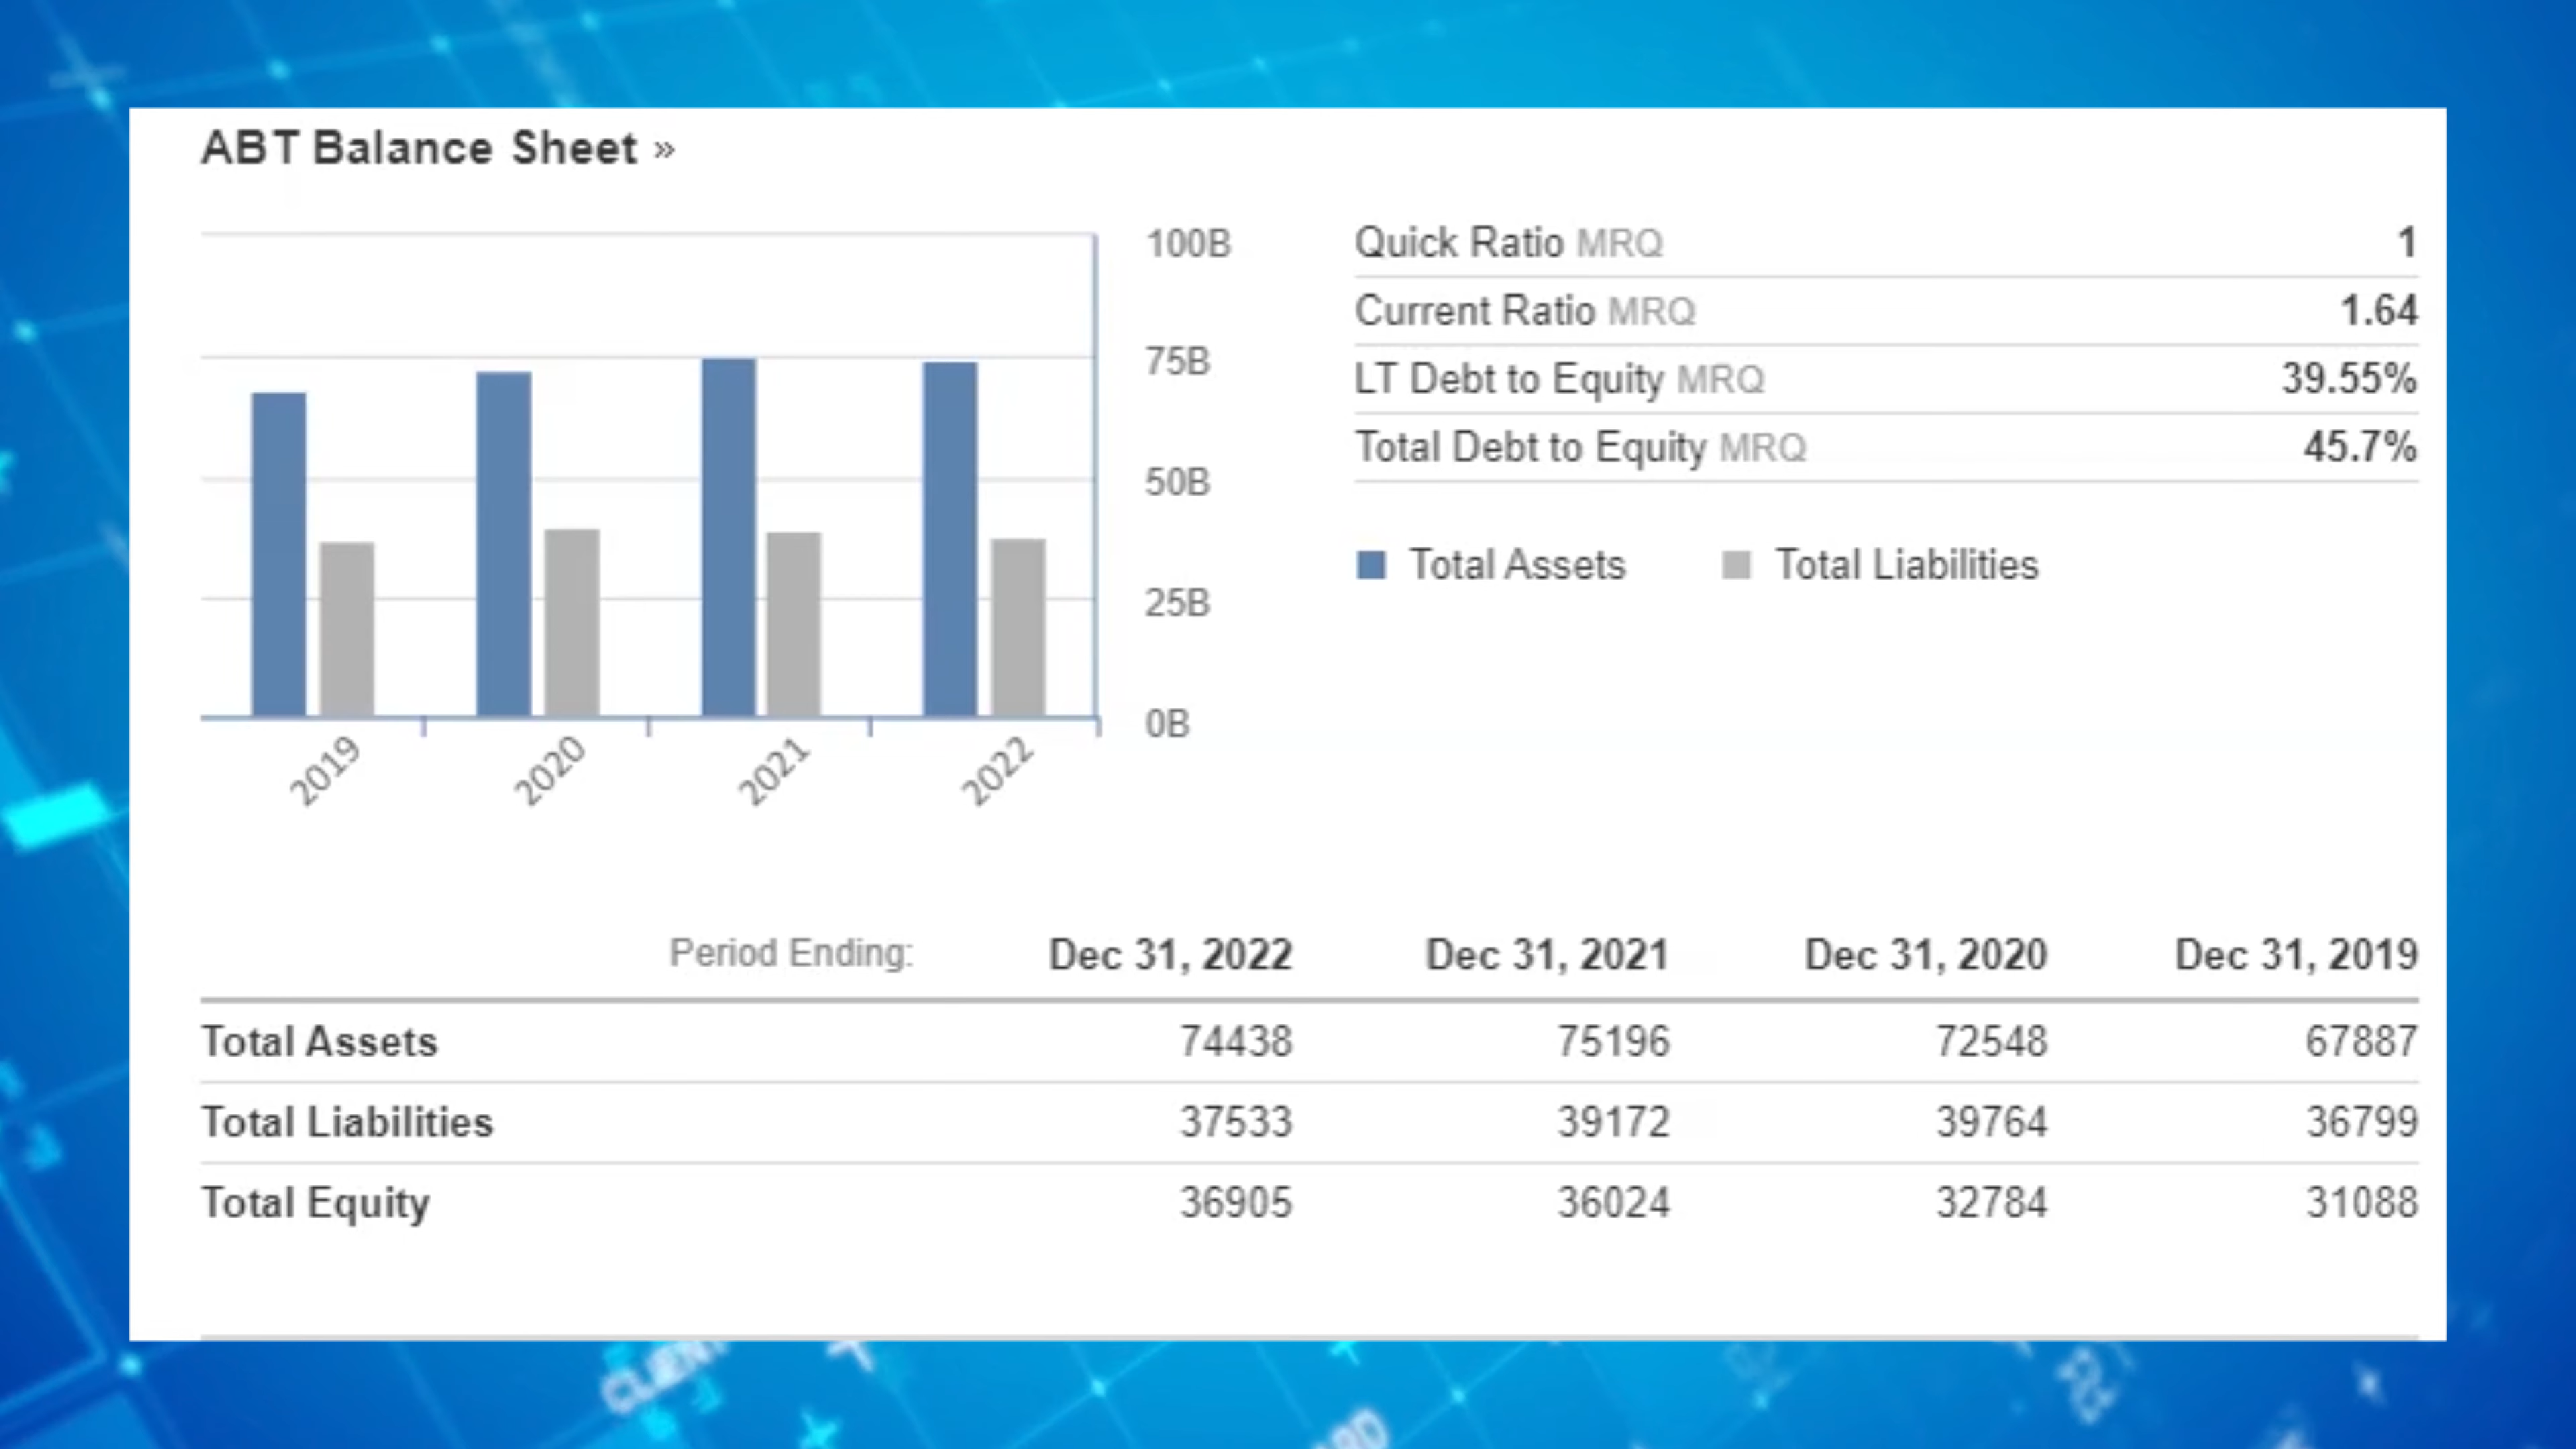 ABT Balance Sheet »
100B
75B
50B
25B
0B
2019
2020
2021
2022
Quick Ratio MRQ 1
Current Ratio MRQ 1.64
LT Debt to Equity MRQ 39.55%
Total Debt to Equity MRQ 45.7%
Total Assets Total Liabilities
Period Ending: Dec 31, 2022 Dec 31, 2021 Dec 31, 2020 Dec 31, 2019
Total Assets 74438 75196 72548 67887
Total Liabilities 37533 39172 39764 36799
Total Equity 36905 36024 32784 31088
CLIENT